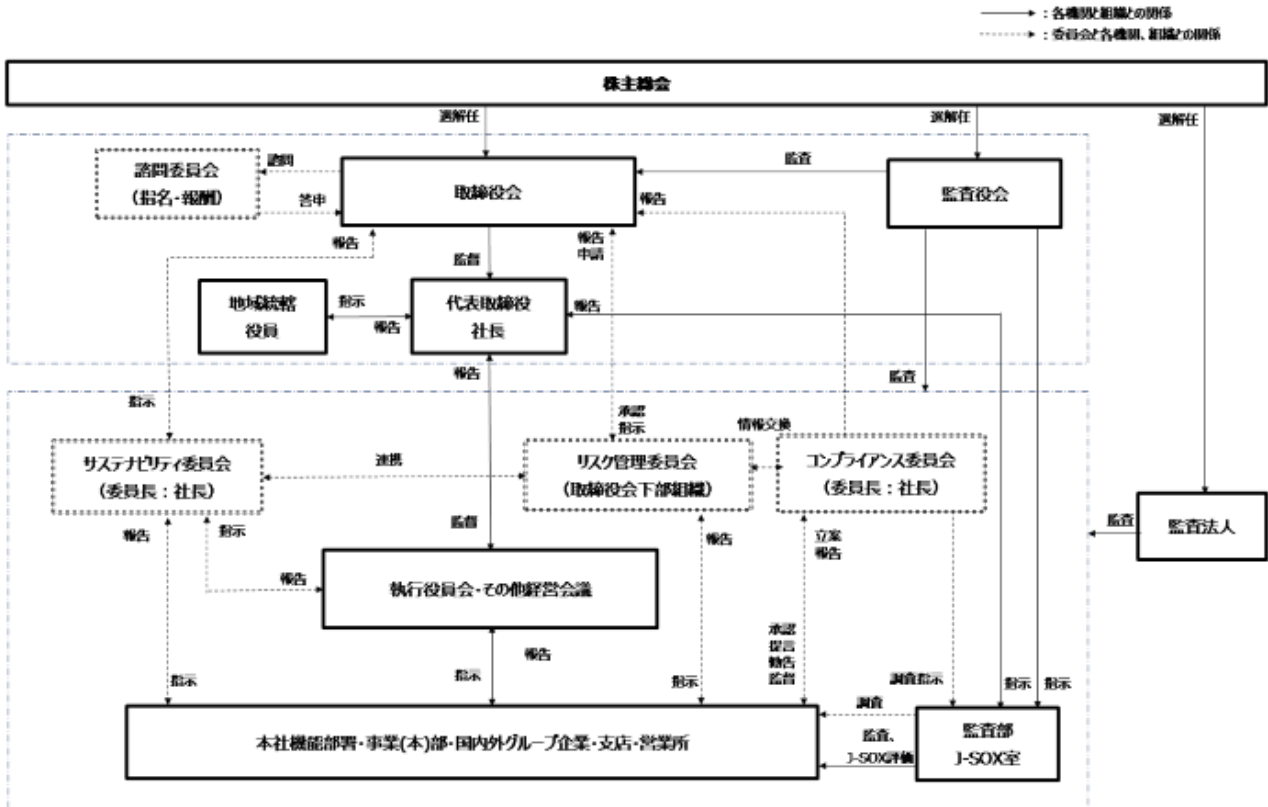 ：各機関と組織との関係
：委員会と各機関、組織との関係
株主総会
選解任
選解任
選解任
諮問委員会
（指名・報酬）
諮問
答申
取締役会
監査
報告
監査役会
報告
監督
報告
申請
地域統轄
役員
指示
報告
代表取締役
社長
報告
報告
監査
指示
承認
指示
情報交換
サステナビリティ委員会
（委員長：社長）
連携
リスク管理委員会
（取締役会下部組織）
コンプライアンス委員会
（委員長：社長）
報告
指示
監督
報告
立案
報告
監査
監査法人
報告
執行役員会・その他経営会議
報告
承認
提言
勧告
監督
指示
指示
指示
調査指示
指示
指示
本社機能部署・事業(本)部・国内外グループ企業・支店・営業所
調査
監査、
J-SOX評価
監査部
J-SOX室